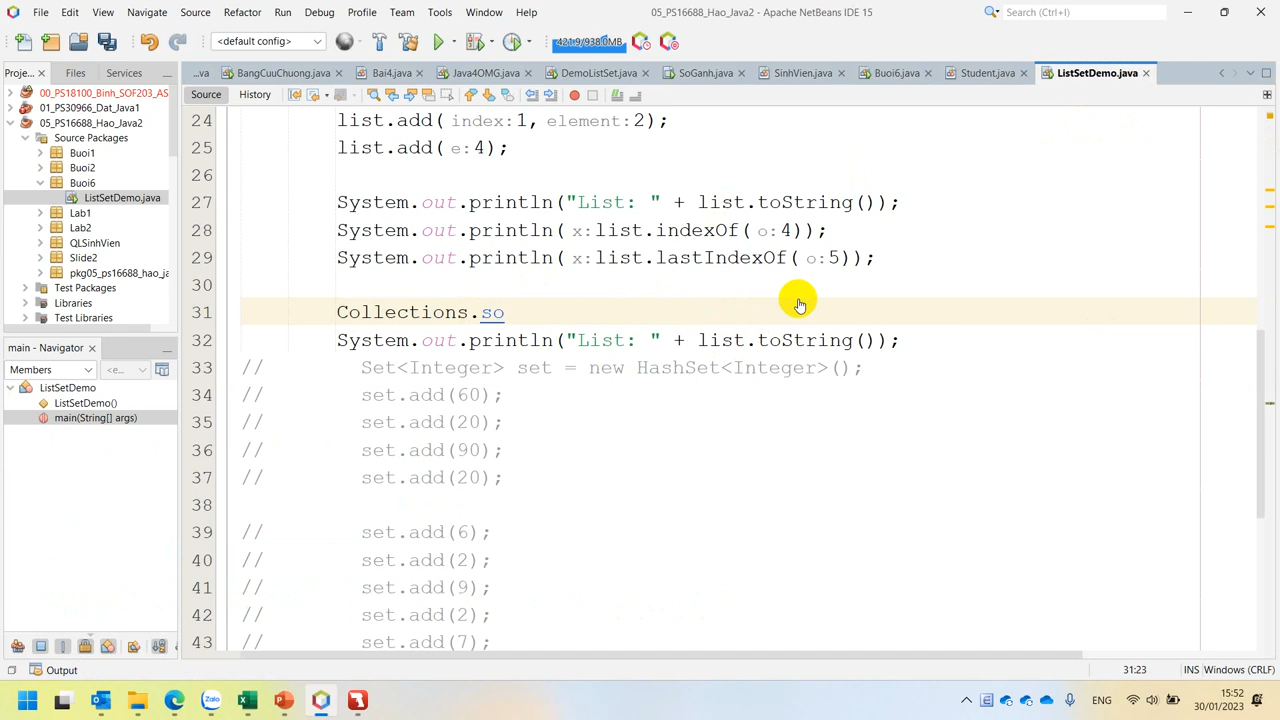 File Edit View Navigate Source Refactor Run Debug Profile Team Tools Window Help 05_PS16688_Hao_Java2 - Apache NetBeans IDE 15 Search (Ctrl+I)
<default config> 421.9/938.0MB
Proje... Files Services ...va BangCuuChuong.java Bai4.java Java4OMG.java DemoListSet.java SoGanh.java SinhVien.java Buoi6.java Student.java ListSetDemo.java
00_PS18100_Binh_SOF203_AS
01_PS30966_Dat_Java1
05_PS16688_Hao_Java2
Source Packages
Buoi1
Buoi2
Buoi6
ListSetDemo.java
Lab1
Lab2
QLSinhVien
Slide2
pkg05_ps16688_hao_ja
Test Packages
Libraries
Test Libraries
main - Navigator
Members <e...
ListSetDemo
ListSetDemo()
main(String[] args)
Source History
24 list.add( index: 1, element: 2);
25 list.add( e: 4);
26
27 System.out.println("List: " + list.toString());
28 System.out.println( x: list.indexOf( o: 4));
29 System.out.println( x: list.lastIndexOf( o: 5));
30
31 Collections.so
32 System.out.println("List: " + list.toString());
33 // Set<Integer> set = new HashSet<Integer>();
34 // set.add(60);
35 // set.add(20);
36 // set.add(90);
37 // set.add(20);
38
39 // set.add(6);
40 // set.add(2);
41 // set.add(9);
42 // set.add(2);
43 // set.add(7);
Output 31:23 INS Windows (CRLF)
Zalo ENG 15:52
30/01/2023